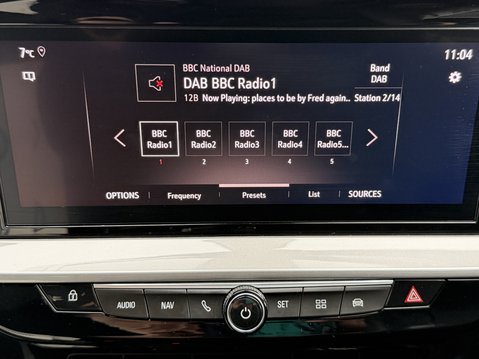 7°C
11:04
BBC National DAB
DAB BBC Radio1
12B Now Playing: places to be by Fred again..
Band
DAB
Station 2/14
BBC Radio1
BBC Radio2
BBC Radio3
BBC Radio4
BBC Radio5...
1 2 3 4 5
OPTIONS Frequency Presets List SOURCES
AUDIO NAV SET